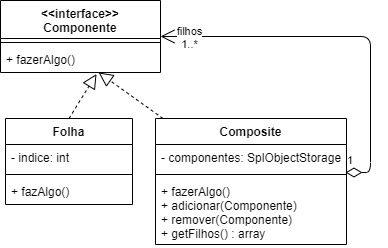 <<interface>>
Componente
+ fazerAlgo()
filhos
1..*
Folha
- indice: int
+ fazAlgo()
Composite
- componentes: SplObjectStorage
1
+ fazerAlgo()
+ adicionar(Componente)
+ remover(Componente)
+ getFilhos() : array